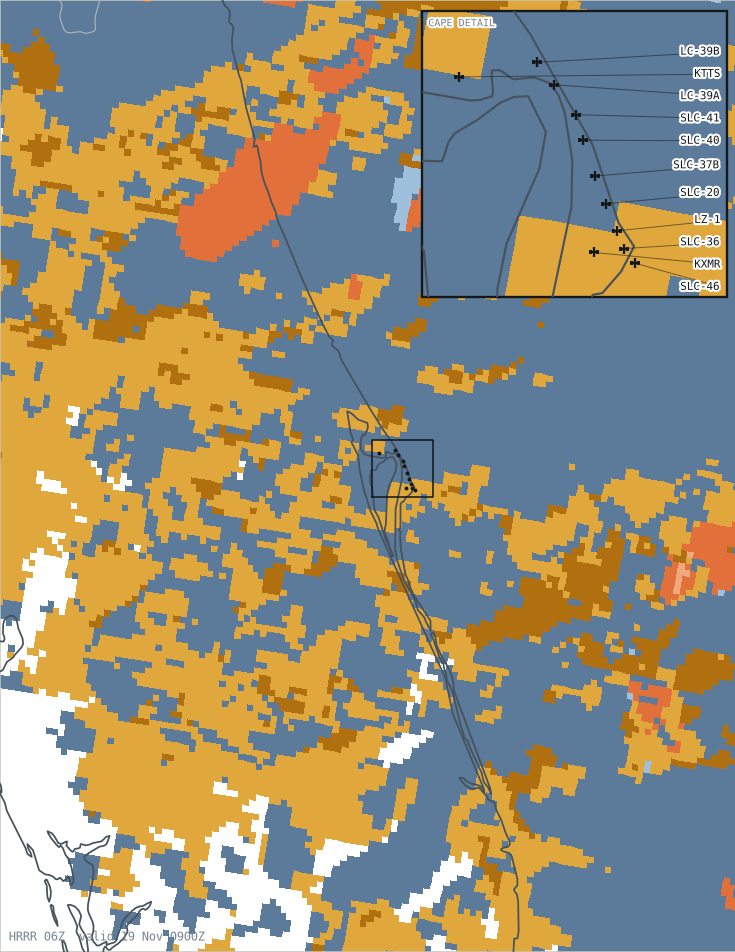 CAPE DETAIL
LC-39B
KTTS
LC-39A
SLC-41
SLC-40
SLC-37B
SLC-20
LZ-1
SLC-36
KXMR
SLC-46
HRRR 06Z valid 19 Nov 0900Z